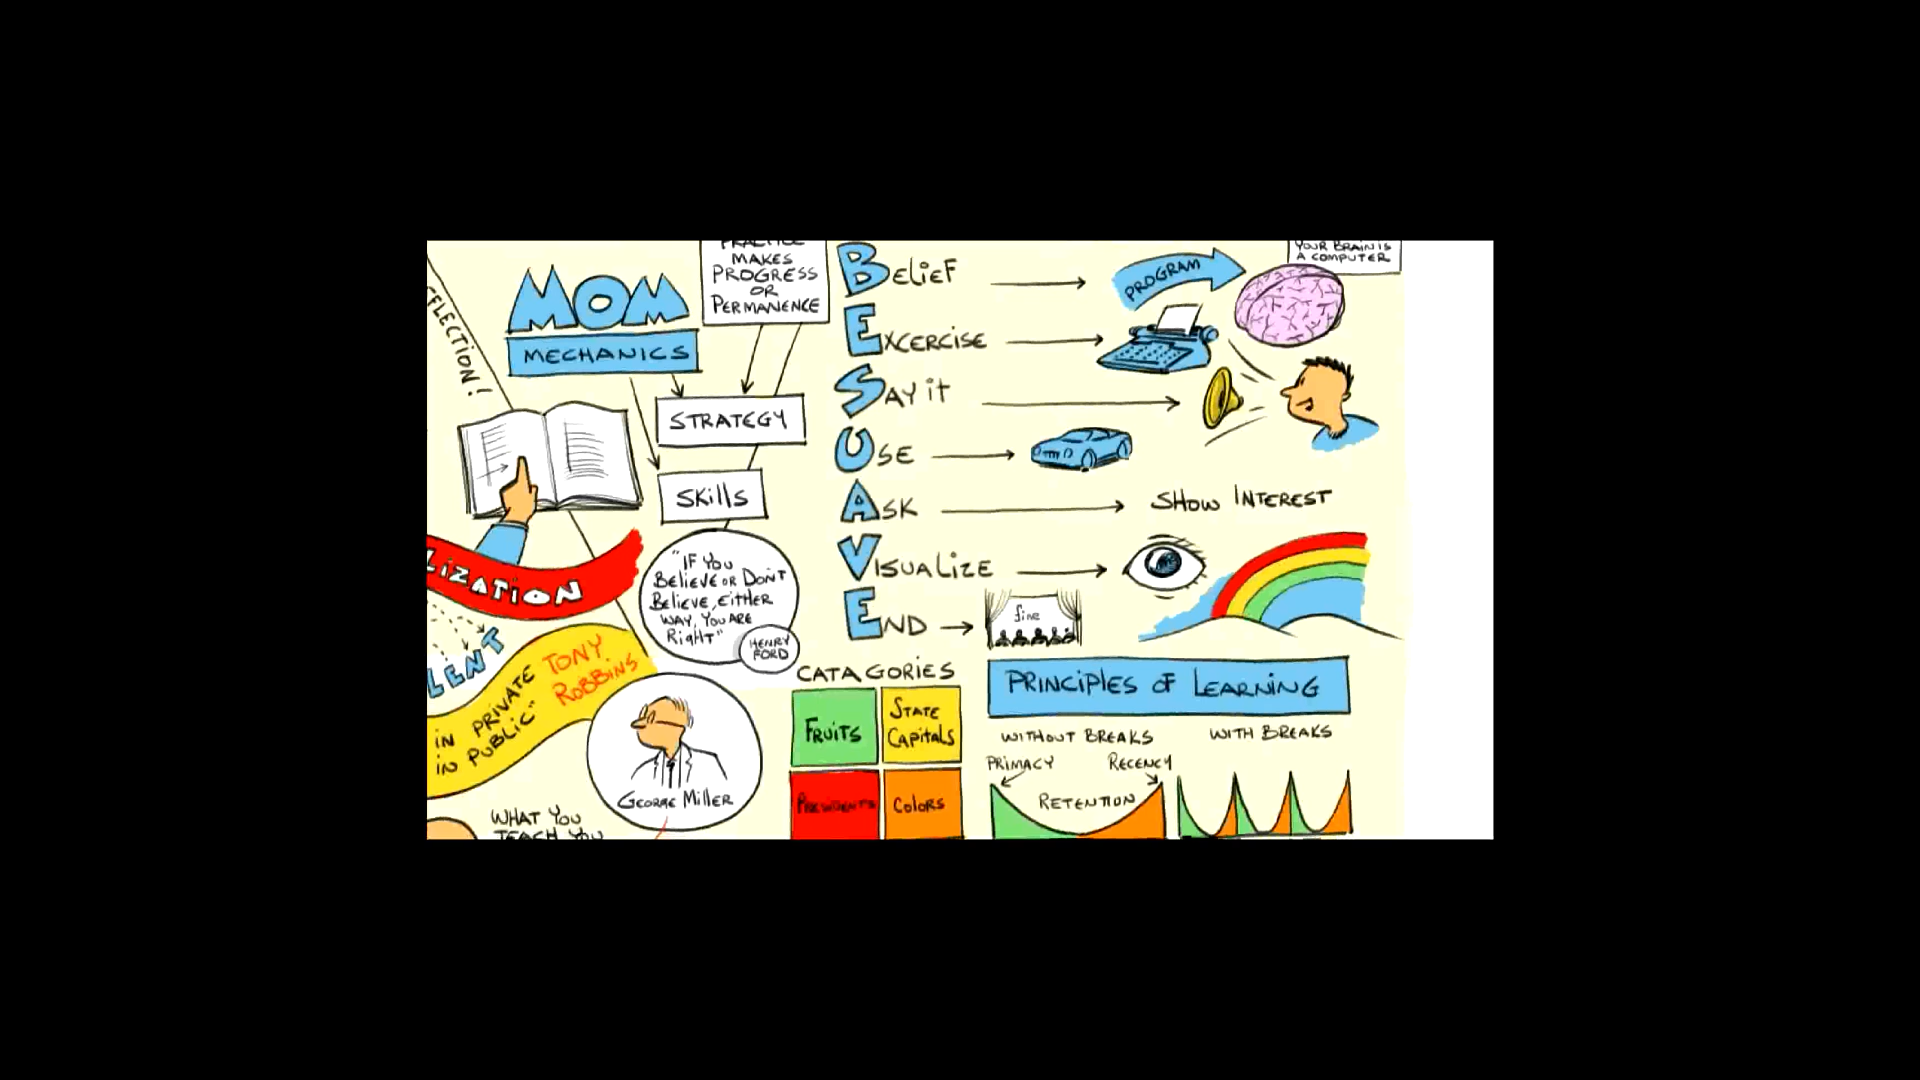 FLECTION!
MOM
MECHANICS
PRACTICE
MAKES
PROGRESS
OR
PERMANENCE
STRATEGY
SKills
LIZATION
LENT
IN PRIVATE
IN PUBLIC"
TONY
ROBBINS
"IF YOU
BELIEVE OR DON'T
BELIEVE, EITHER
WAY, YOU ARE
RIGHT"
HENRY
FORD
GEORGE MILLER
WHAT YOU
TEACH YOU
BELIEF
PROGRAM
YOUR BRAIN IS
A COMPUTER
EXCERCISE
SAY IT
USE
ASK
SHOW INTEREST
VISUALIZE
END
fine
CATAGORIES
FRUITS
STATE
CAPITALS
PRESIDENTS
COLORS
PRINCIPLES OF LEARNING
WITHOUT BREAKS
WITH BREAKS
PRIMACY
RECENCY
RETENTION